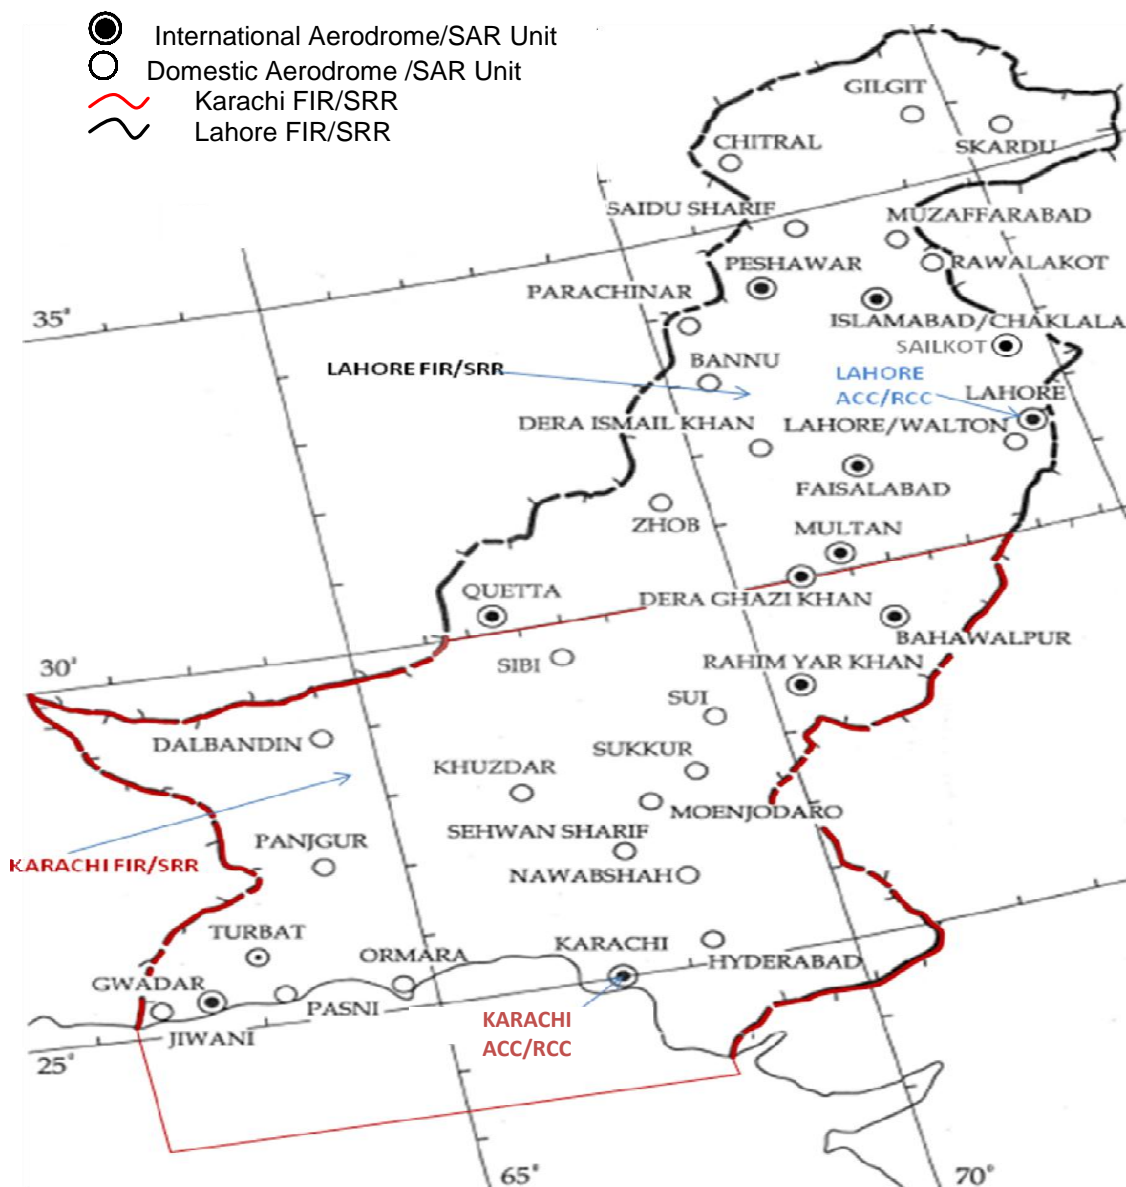 International Aerodrome/SAR Unit
Domestic Aerodrome /SAR Unit
Karachi FIR/SRR
Lahore FIR/SRR
GILGIT
CHITRAL
SKARDU
SAIDU SHARIF
MUZAFFARABAD
PESHAWAR
RAWALAKOT
PARACHINAR
35°
ISLAMABAD/CHAKLALA
SAILKOT
BANNU
LAHORE FIR/SRR
LAHORE
ACC/RCC
LAHORE
DERA ISMAIL KHAN
LAHORE/WALTON
FAISALABAD
ZHOB
MULTAN
QUETTA
DERA GHAZI KHAN
BAHAWALPUR
30°
SIBI
RAHIM YAR KHAN
SUI
DALBANDIN
SUKKUR
KHUZDAR
MOENJODARO
SEHWAN SHARIF
PANJGUR
KARACHI FIR/SRR
NAWABSHAH
TURBAT
ORMARA
KARACHI
HYDERABAD
GWADAR
PASNI
JIWANI
KARACHI
ACC/RCC
25°
65°
70°